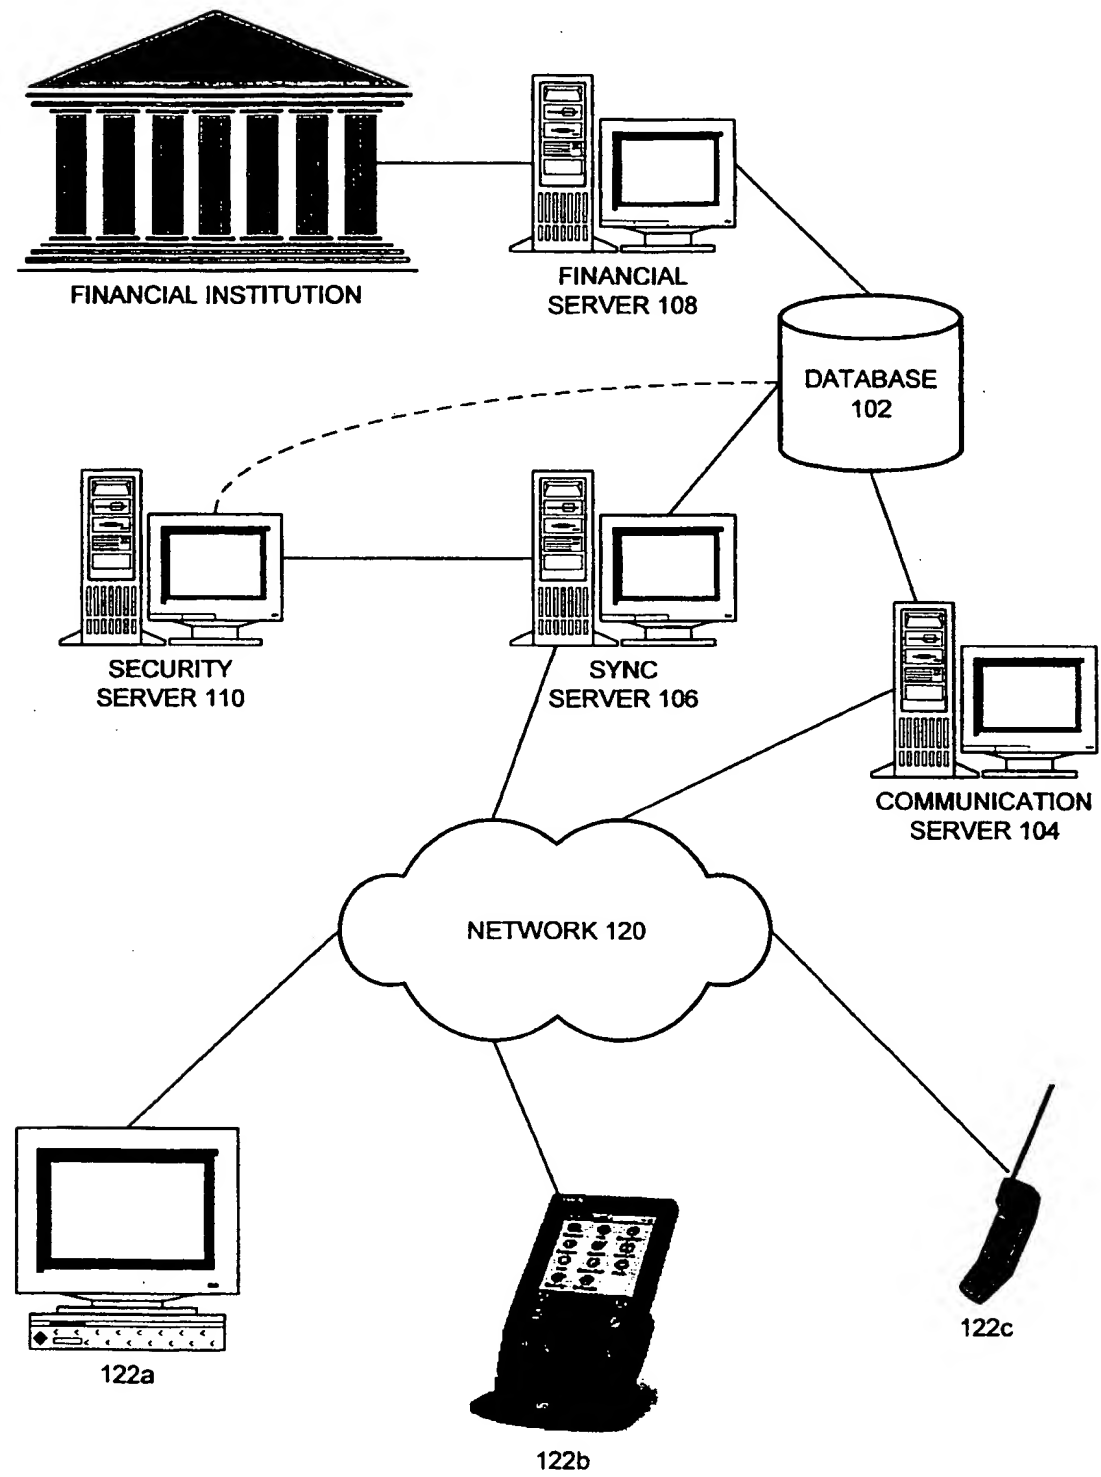 FINANCIAL INSTITUTION
FINANCIAL
SERVER 108
DATABASE
102
SECURITY
SERVER 110
SYNC
SERVER 106
COMMUNICATION
SERVER 104
NETWORK 120
122a
122b
122c